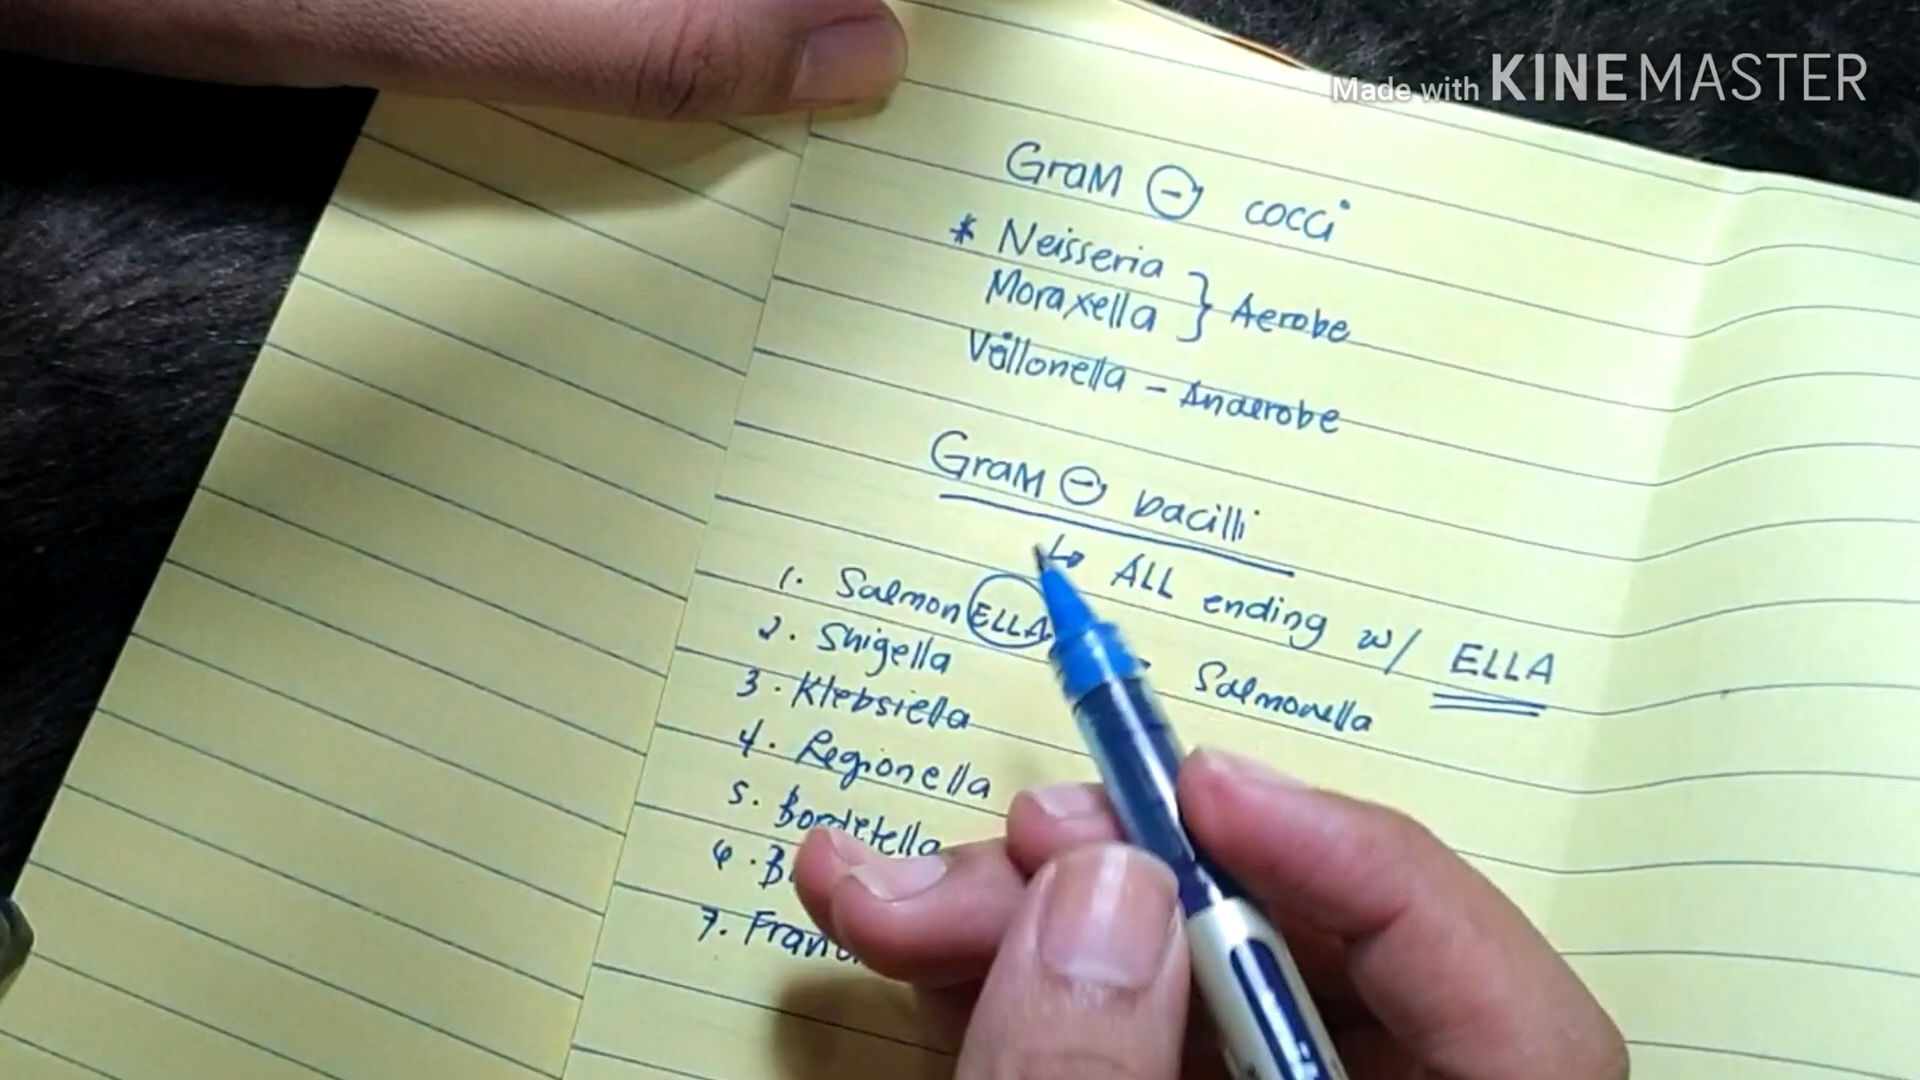 Made with KINEMASTER
Gram ⊖ cocci
* Neisseria
Moraxella } Aerobe
Veillonella - Anaerobe
Gram ⊖ bacilli
↳ ALL ending w/ ELLA
Salmonella
1. SalmonELLA
2. Shigella
3. Klebsiella
4. Legionella
5. Bordetella
6.
7.